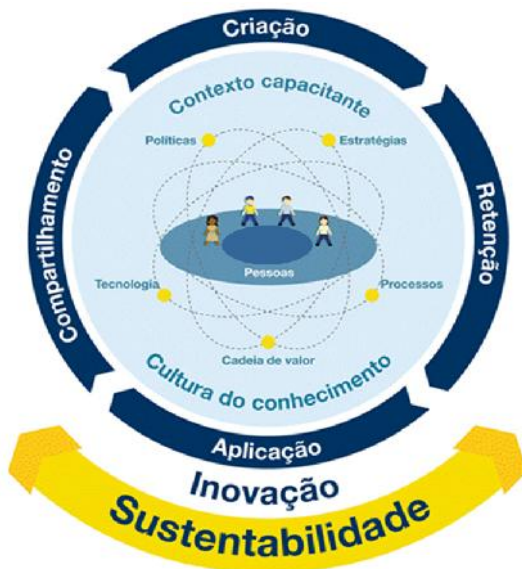 Criação
Contexto capacitante
Políticas
Estratégias
Compartilhamento
Retenção
Pessoas
Tecnologia
Processos
Cadeia de valor
Cultura do conhecimento
Aplicação
Inovação
Sustentabilidade